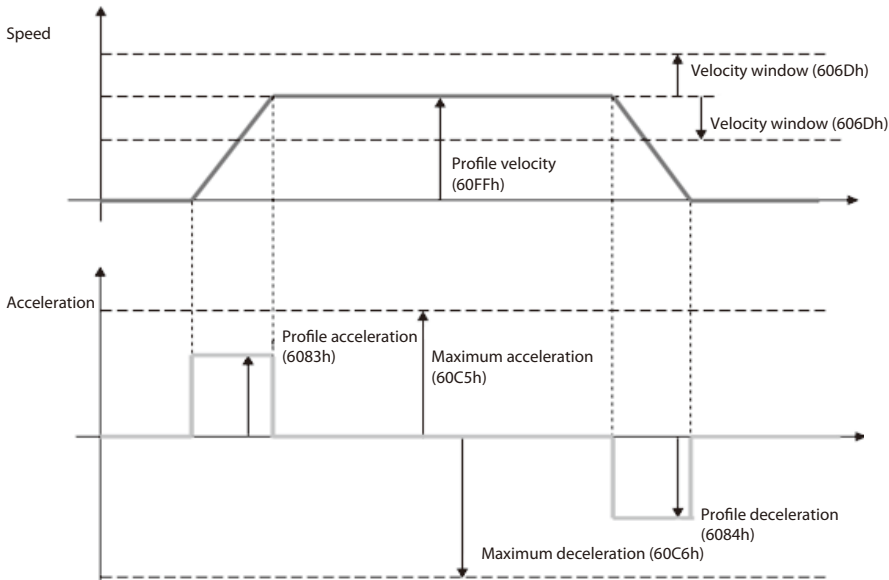 Speed
Velocity window (606Dh)
Velocity window (606Dh)
Profile velocity
(60FFh)
Acceleration
Profile acceleration
(6083h)
Maximum acceleration
(60C5h)
Profile deceleration
(6084h)
Maximum deceleration (60C6h)